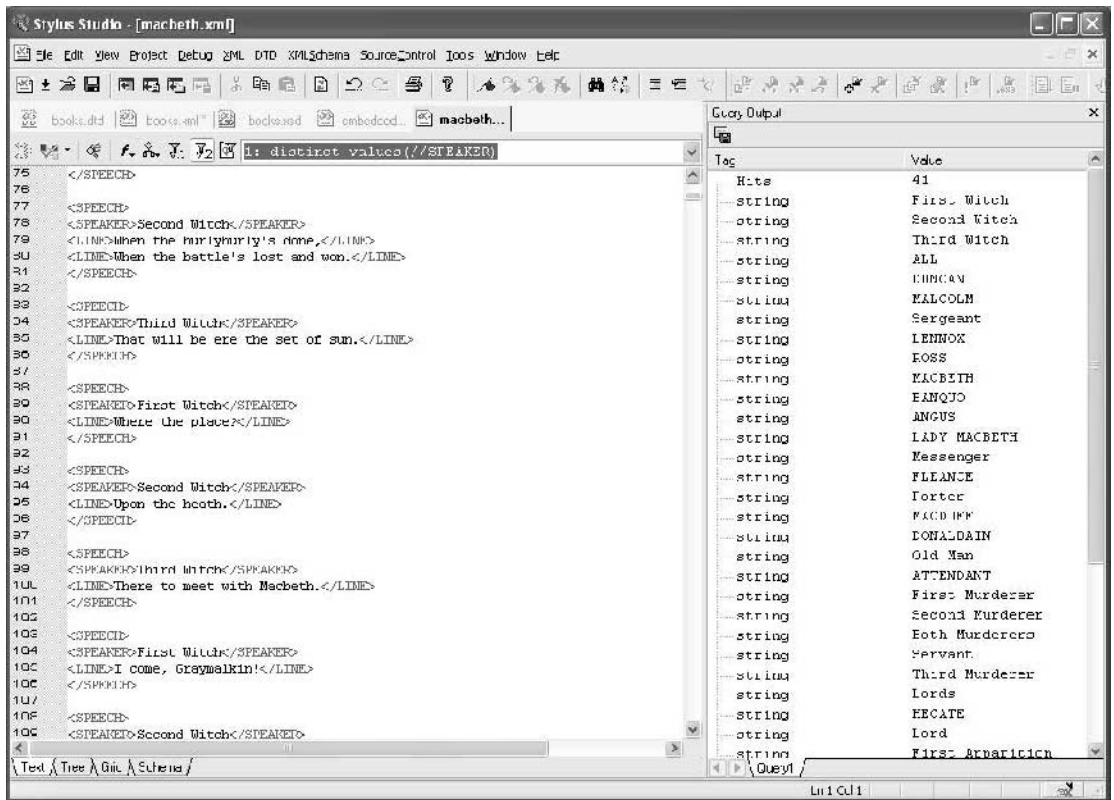 Stylus Studio - [macbeth.xml]
File Edit View Project Debug XML DTD XMLSchema SourceControl Tools Window Help
books.dtd books.xml* books.xsd embedded... macbeth...
1: distinct-values(//SPEAKER)
75 </SPEECH>
76
77 <SPEECH>
78 <SPEAKER>Second Witch</SPEAKER>
79 <LINE>When the hurlyburly's done,</LINE>
80 <LINE>When the battle's lost and won.</LINE>
81 </SPEECH>
82
83 <SPEECH>
84 <SPEAKER>Third Witch</SPEAKER>
85 <LINE>That will be ere the set of sun.</LINE>
86 </SPEECH>
87
88 <SPEECH>
89 <SPEAKER>First Witch</SPEAKER>
90 <LINE>Where the place?</LINE>
91 </SPEECH>
92
93 <SPEECH>
94 <SPEAKER>Second Witch</SPEAKER>
95 <LINE>Upon the heath.</LINE>
96 </SPEECH>
97
98 <SPEECH>
99 <SPEAKER>Third Witch</SPEAKER>
100 <LINE>There to meet with Macbeth.</LINE>
101 </SPEECH>
102
103 <SPEECH>
104 <SPEAKER>First Witch</SPEAKER>
105 <LINE>I come, Graymalkin!</LINE>
106 </SPEECH>
107
108 <SPEECH>
109 <SPEAKER>Second Witch</SPEAKER>
Text Tree Grid Schema
Query Output
Tag Value
Hits 41
string First Witch
string Second Witch
string Third Witch
string ALL
string DUNCAN
string MALCOLM
string Sergeant
string LENNOX
string ROSS
string MACBETH
string BANQUO
string ANGUS
string LADY MACBETH
string Messenger
string FLEANCE
string Porter
string MACDUFF
string DONALBAIN
string Old Man
string ATTENDANT
string First Murderer
string Second Murderer
string Both Murderers
string Servant
string Third Murderer
string Lords
string HECATE
string Lord
string First Apparition
Query1
Ln 1 Col 1